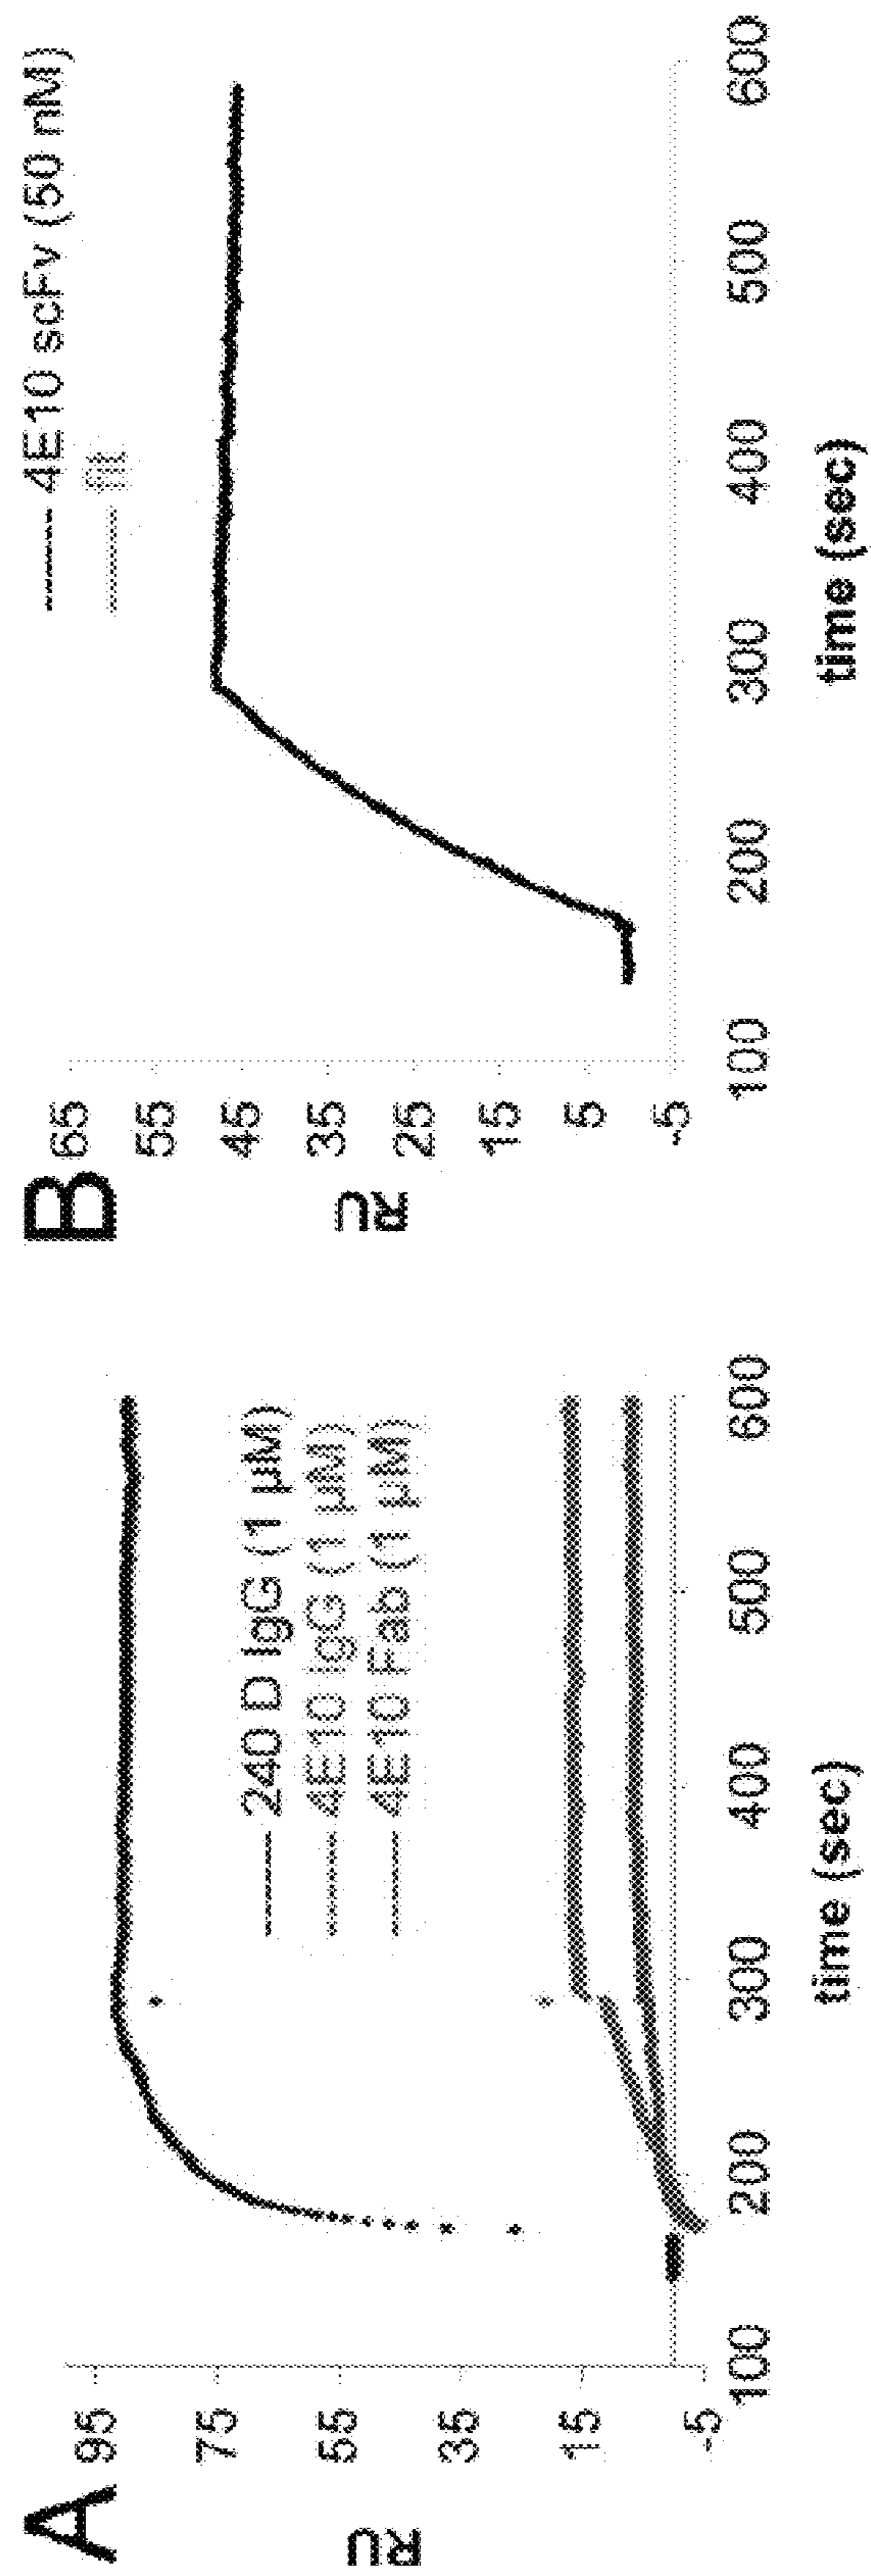 A
RU
95
75
55
35
15
-5
100
200
300
400
500
600
time (sec)
240 D IgG (1 µM)
4E10 IgG (1 µM)
4E10 Fab (1 µM)
B
RU
65
55
45
35
25
15
5
-5
100
200
300
400
500
600
time (sec)
4E10 scFv (50 nM)
fit